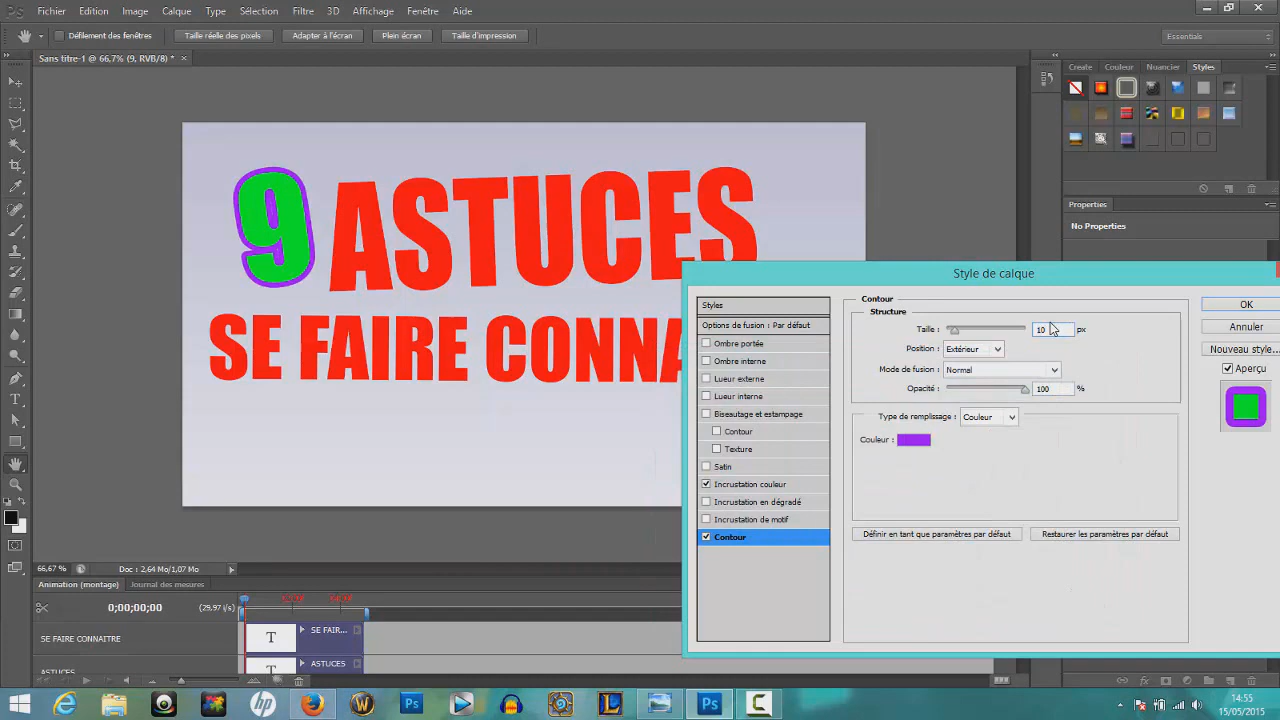 Ps Fichier Edition Image Calque Type Sélection Filtre 3D Affichage Fenêtre Aide
Défilement des fenêtres Taille réelle des pixels Adapter à l'écran Plein écran Taille d'impression Essentials
Sans titre-1 @ 66,7% (9, RVB/8) * ×
Create Couleur Nuancier Styles
9 ASTUCES
SE FAIRE CONNA
Properties
No Properties
Style de calque
Styles
Options de fusion : Par défaut
Ombre portée
Ombre interne
Lueur externe
Lueur interne
Biseautage et estampage
Contour
Texture
Satin
Incrustation couleur
Incrustation en dégradé
Incrustation de motif
Contour
Contour
Structure
Taille : 10 px
Position : Extérieur
Mode de fusion : Normal
Opacité : 100 %
Type de remplissage : Couleur
Couleur :
Définir en tant que paramètres par défaut Restaurer les paramètres par défaut
OK
Annuler
Nouveau style...
Aperçu
66,67 % Doc : 2,64 Mo/1,07 Mo
Animation (montage) Journal des mesures
0;00;00;00 (29,97 i/s)
SE FAIRE CONNAITRE T SE FAIR...
ASTUCES T ASTUCES
14:55
15/05/2015